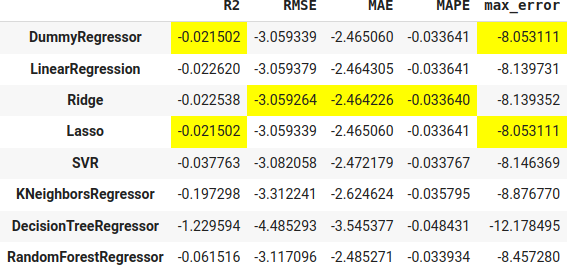 R2 RMSE MAE MAPE max_error
DummyRegressor -0.021502 -3.059339 -2.465060 -0.033641 -8.053111
LinearRegression -0.022620 -3.059379 -2.464305 -0.033641 -8.139731
Ridge -0.022538 -3.059264 -2.464226 -0.033640 -8.139352
Lasso -0.021502 -3.059339 -2.465060 -0.033641 -8.053111
SVR -0.037763 -3.082058 -2.472179 -0.033767 -8.146369
KNeighborsRegressor -0.197298 -3.312241 -2.624624 -0.035795 -8.876770
DecisionTreeRegressor -1.229594 -4.485293 -3.545377 -0.048431 -12.178495
RandomForestRegressor -0.061516 -3.117096 -2.485271 -0.033934 -8.457280